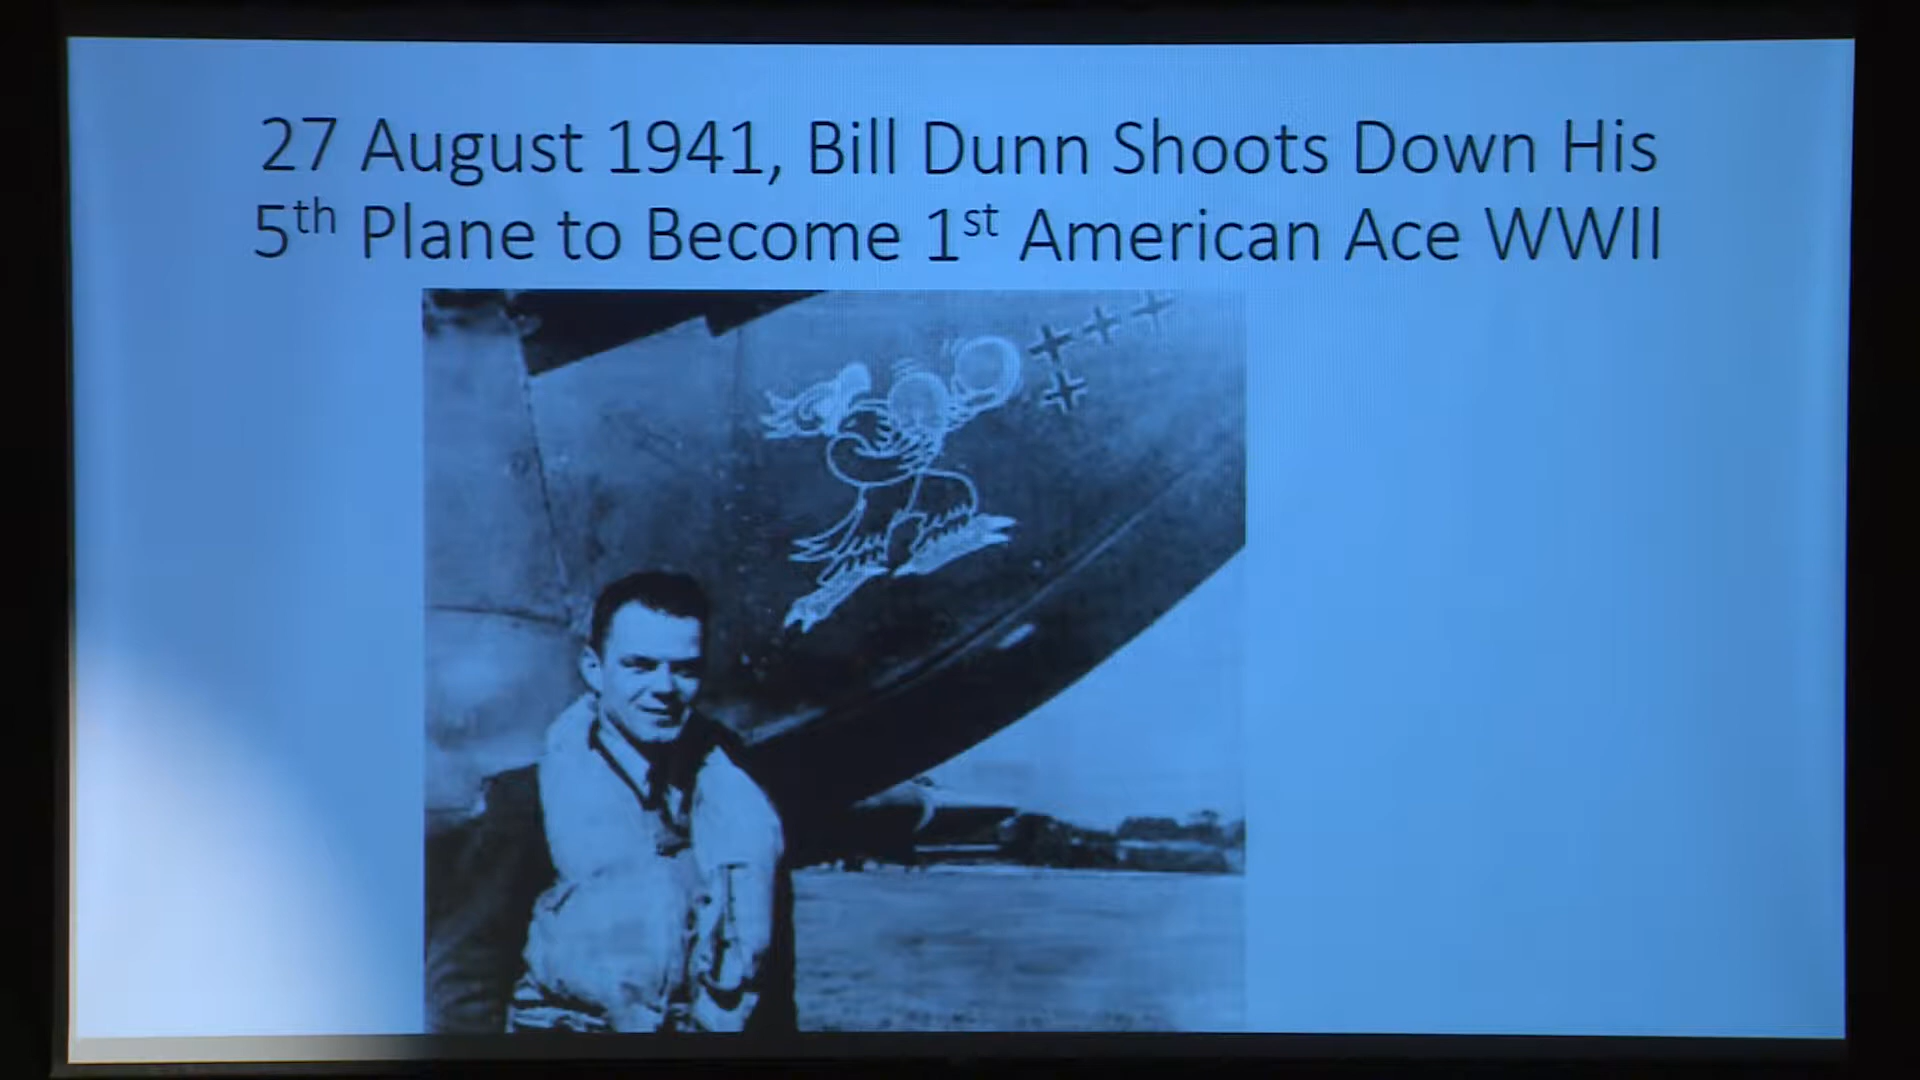 27 August 1941, Bill Dunn Shoots Down His
5th Plane to Become 1st American Ace WWII